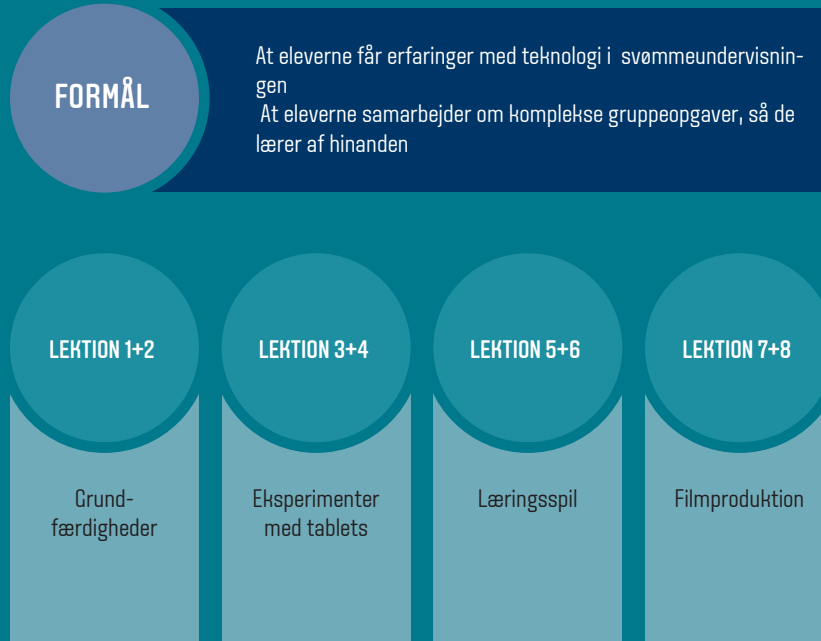 FORMÅL
At eleverne får erfaringer med teknologi i svømmeundervisnin-
gen
At eleverne samarbejder om komplekse gruppeopgaver, så de
lærer af hinanden
LEKTION 1+2
LEKTION 3+4
LEKTION 5+6
LEKTION 7+8
Grund-
færdigheder
Eksperimenter
med tablets
Læringsspil
Filmproduktion